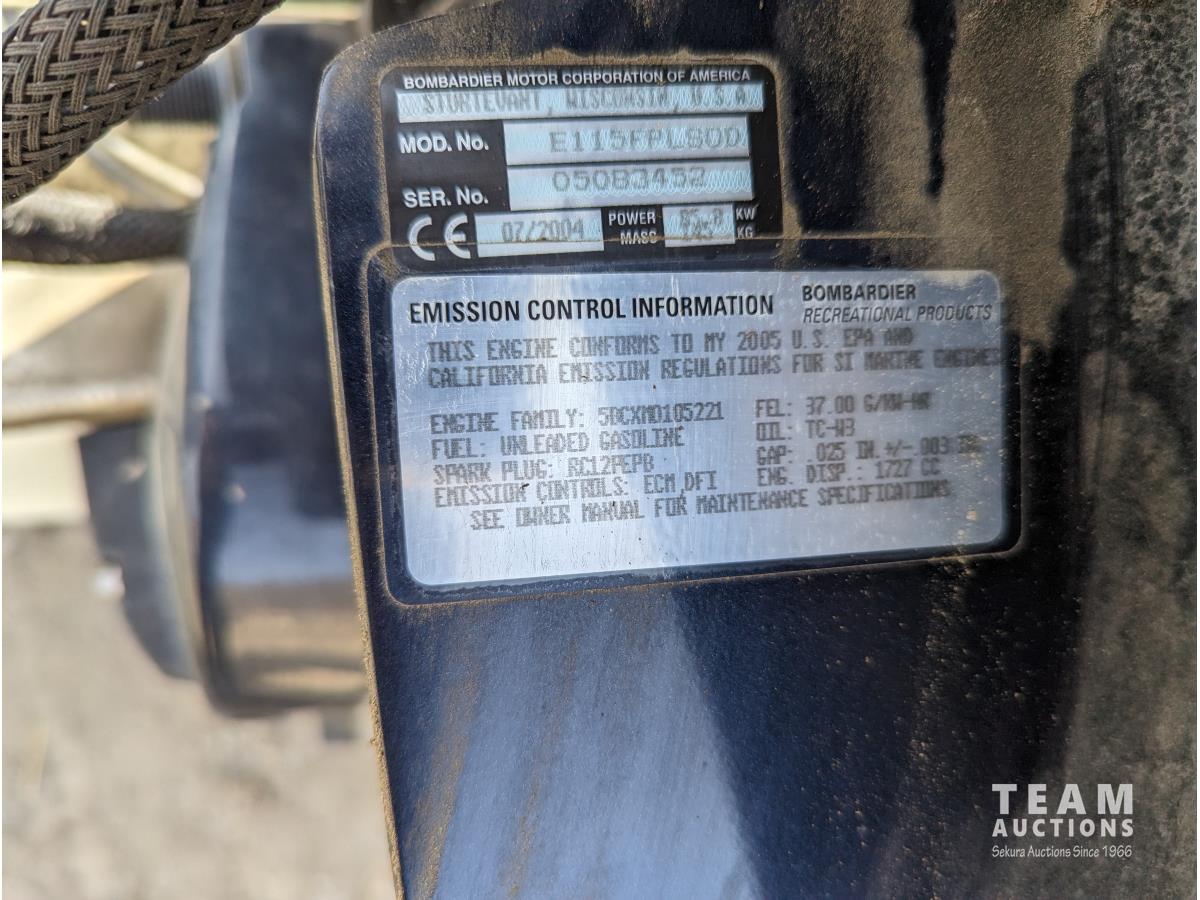 BOMBARDIER MOTOR CORPORATION OF AMERICA
STURTEVANT, WISCONSIN, U.S.A
MOD. No. E115FPLSOD
SER. No. 05083452
CE 07/2004 POWER 85.8 KW
MASS KG
EMISSION CONTROL INFORMATION BOMBARDIER
RECREATIONAL PRODUCTS
THIS ENGINE CONFORMS TO MY 2005 U.S. EPA AND
CALIFORNIA EMISSION REGULATIONS FOR SI MARINE ENGINES
ENGINE FAMILY: 5BCXM0105221 FEL: 37.00 G/KW-HR
FUEL: UNLEADED GASOLINE OIL: TC-W3
SPARK PLUG: RC12PEPB GAP: .025 IN.+/-.003 IN.
EMISSION CONTROLS: ECM,DFI ENG. DISP.: 1727 CC
SEE OWNER MANUAL FOR MAINTENANCE SPECIFICATIONS
TEAM
AUCTIONS
Sekura Auctions Since 1966